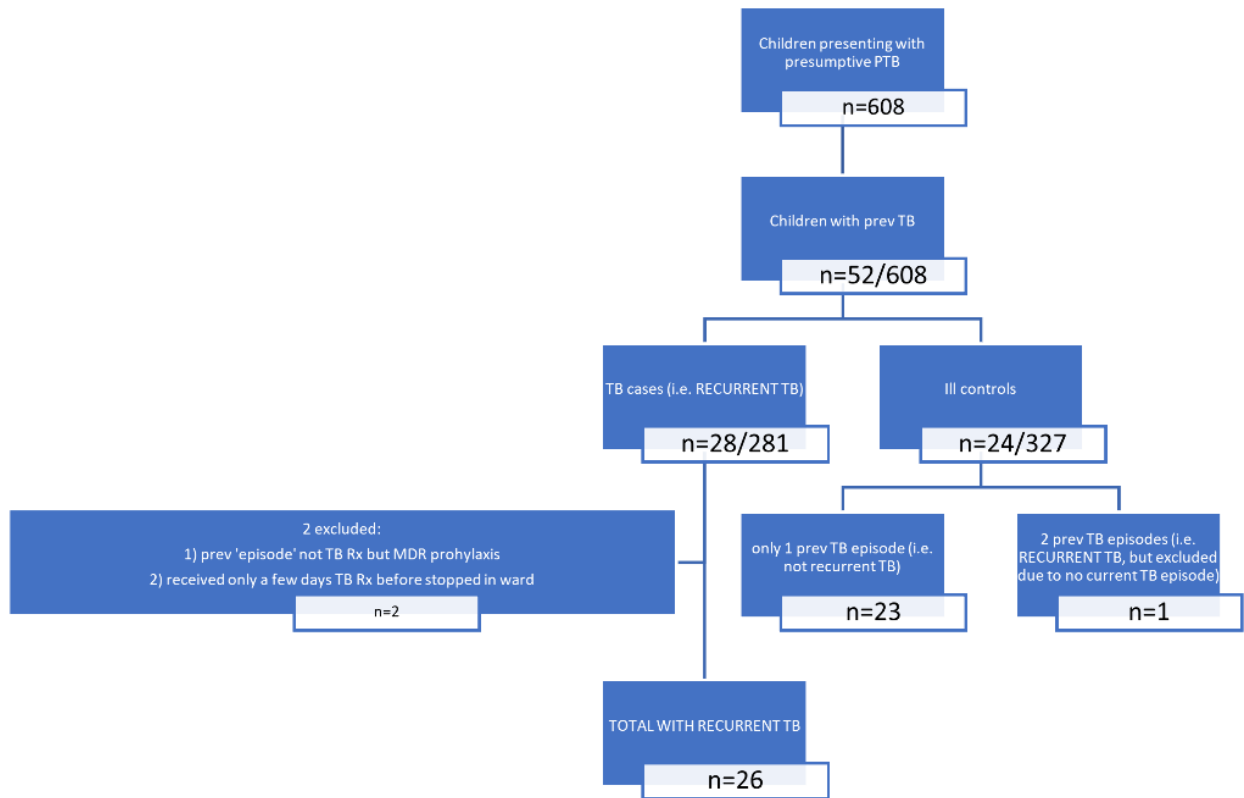 Children presenting with
presumptive PTB
n=608
Children with prev TB
n=52/608
TB cases (i.e. RECURRENT TB)
n=28/281
Ill controls
n=24/327
2 excluded:
1) prev 'episode' not TB Rx but MDR prohylaxis
2) received only a few days TB Rx before stopped in ward
n=2
only 1 prev TB episode (i.e.
not recurrent TB)
n=23
2 prev TB episodes (i.e.
RECURRENT TB, but excluded
due to no current TB episode)
n=1
TOTAL WITH RECURRENT TB
n=26